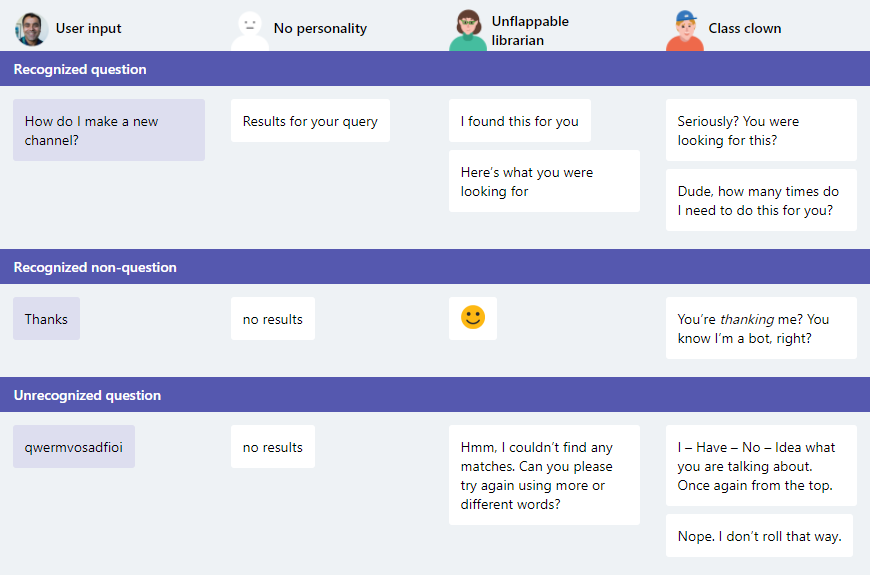 User input
No personality
Unflappable
librarian
Class clown
Recognized question
How do I make a new
channel?
Results for your query
I found this for you
Here's what you were
looking for
Seriously? You were
looking for this?
Dude, how many times do
I need to do this for you?
Recognized non-question
Thanks
no results
You're thanking me? You
know I'm a bot, right?
Unrecognized question
qwermvosadfioi
no results
Hmm, I couldn't find any
matches. Can you please
try again using more or
different words?
I – Have – No – Idea what
you are talking about.
Once again from the top.
Nope. I don't roll that way.